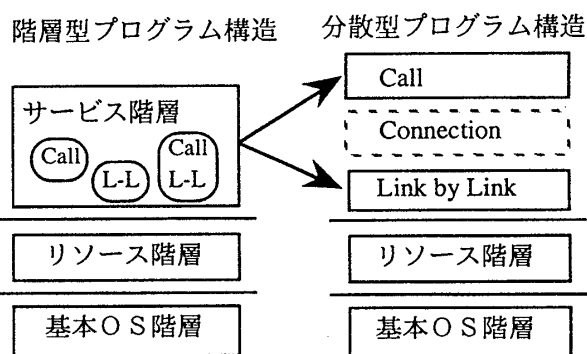 階層型プログラム構造
サービス階層
Call
L-L
Call
L-L
リソース階層
基本OS階層
分散型プログラム構造
Call
Connection
Link by Link
リソース階層
基本OS階層